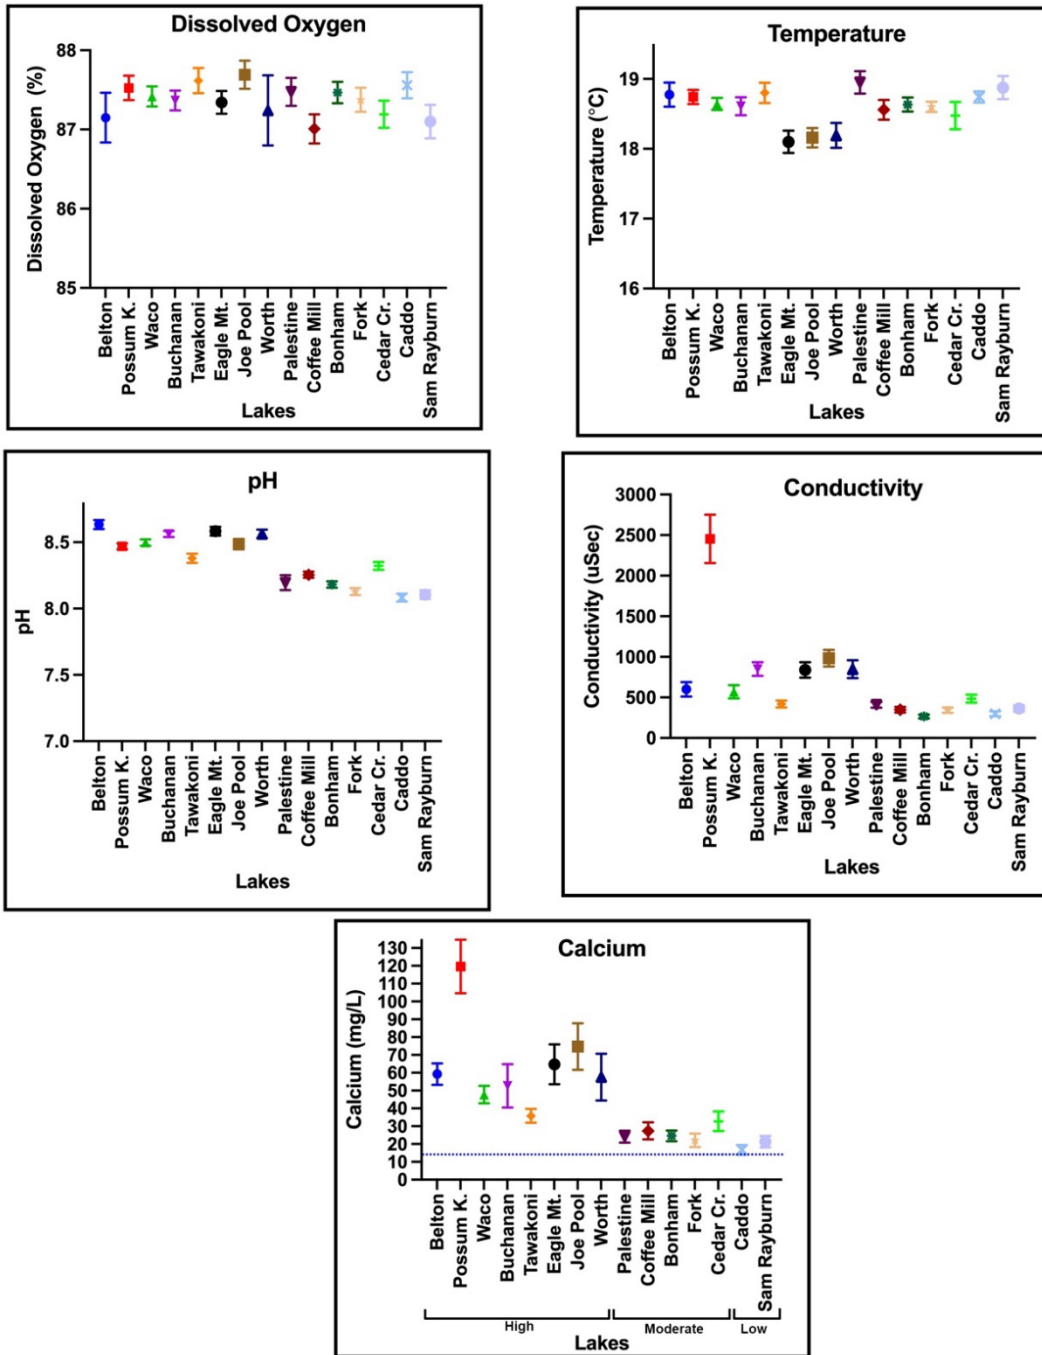 Dissolved Oxygen
Dissolved Oxygen (%)
88
87
86
85
Belton
Possum K.
Waco
Buchanan
Tawakoni
Eagle Mt.
Joe Pool
Worth
Palestine
Coffee Mill
Bonham
Fork
Cedar Cr.
Caddo
Sam Rayburn
Lakes
Temperature
Temperature (°C)
19
18
17
16
Belton
Possum K.
Waco
Buchanan
Tawakoni
Eagle Mt.
Joe Pool
Worth
Palestine
Coffee Mill
Bonham
Fork
Cedar Cr.
Caddo
Sam Rayburn
Lakes
pH
pH
8.5
8.0
7.5
7.0
Belton
Possum K.
Waco
Buchanan
Tawakoni
Eagle Mt.
Joe Pool
Worth
Palestine
Coffee Mill
Bonham
Fork
Cedar Cr.
Caddo
Sam Rayburn
Lakes
Conductivity
Conductivity (uSec)
3000
2500
2000
1500
1000
500
0
Belton
Possum K.
Waco
Buchanan
Tawakoni
Eagle Mt.
Joe Pool
Worth
Palestine
Coffee Mill
Bonham
Fork
Cedar Cr.
Caddo
Sam Rayburn
Lakes
Calcium
Calcium (mg/L)
130
120
110
100
90
80
70
60
50
40
30
20
10
0
Belton
Possum K.
Waco
Buchanan
Tawakoni
Eagle Mt.
Joe Pool
Worth
Palestine
Coffee Mill
Bonham
Fork
Cedar Cr.
Caddo
Sam Rayburn
High
Moderate
Low
Lakes